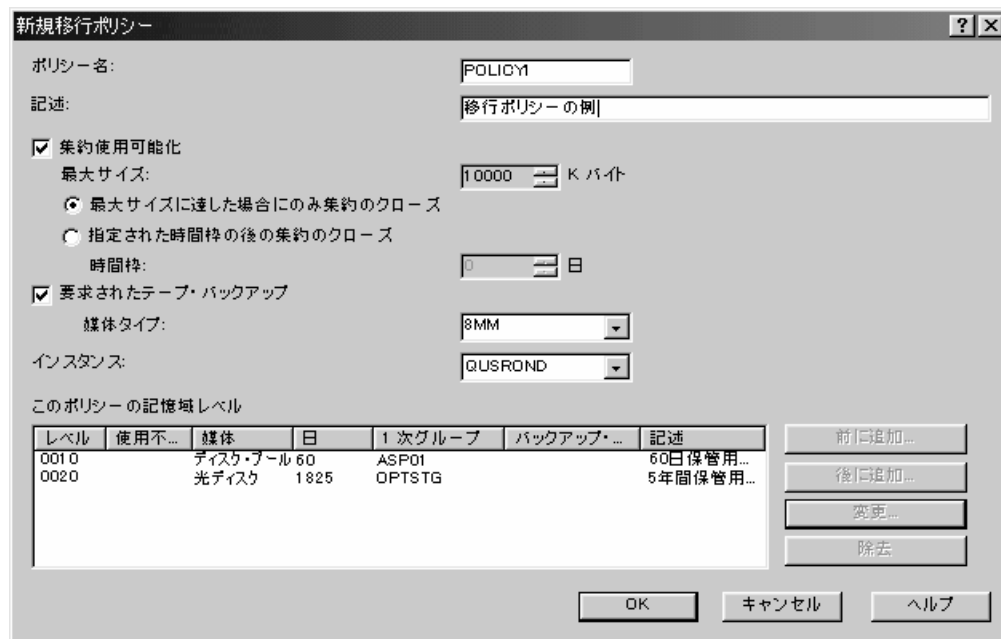 新規移行ポリシー
ポリシー名: POLICY1
記述: 移行ポリシーの例
集約使用可能化
最大サイズ: 10000 K バイト
最大サイズに達した場合にのみ集約のクローズ
指定された時間枠の後の集約のクローズ
時間枠: 0 日
要求されたテープ・バックアップ
媒体タイプ: 8MM
インスタンス: QUSROND
このポリシーの記憶域レベル
レベル 使用不... 媒体 日 1 次グループ バックアップ・... 記述
0010 ディスク・プール 60 ASP01 60日保管用...
0020 光ディスク 1825 OPTSTG 5年間保管用...
前に追加...
後に追加...
変更...
除去
OK キャンセル ヘルプ